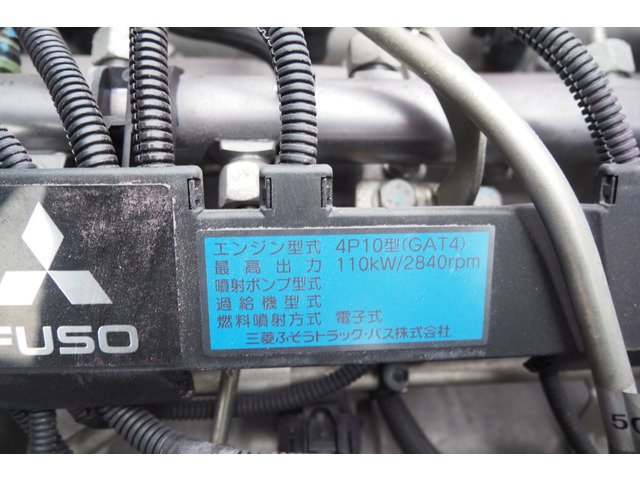 FUSO
エンジン型式 4P10型(GAT4)
最高出力 110kW/2840rpm
噴射ポンプ型式
過給機型式
燃料噴射方式 電子式
三菱ふそうトラック・バス株式会社
50